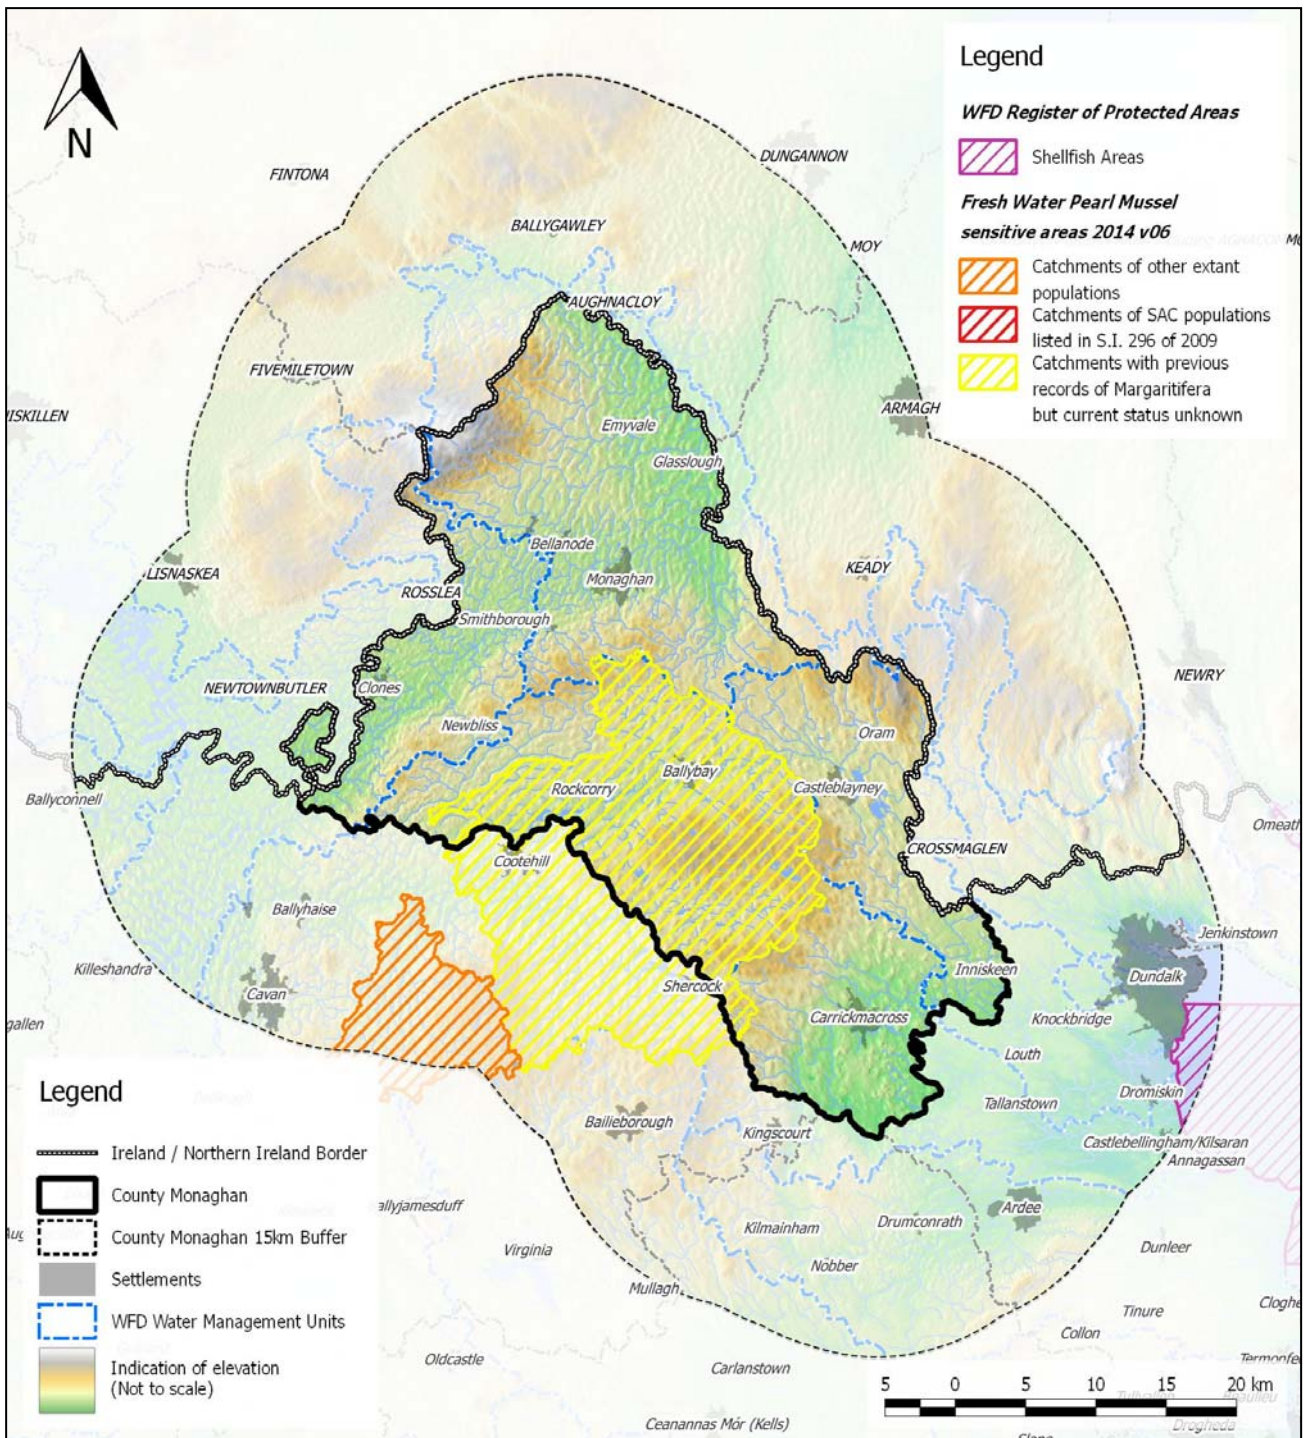 N
Legend
WFD Register of Protected Areas
Shellfish Areas
Fresh Water Pearl Mussel
sensitive areas 2014 v06
Catchments of other extant
populations
Catchments of SAC populations
listed in S.I. 296 of 2009
Catchments with previous
records of Margaritifera
but current status unknown
DUNGANNON
FINTONA
BALLYGAWLEY
MOY
AUGHNACLOY
FIVEMILETOWN
ISKILLEN
ARMAGH
Emyvale
Glasslough
Bellanode
LISNASKEA
Monaghan
KEADY
ROSSLEA
Smithborough
NEWRY
NEWTOWNBUTLER
Clones
Newbliss
Oram
Ballybay
Rockcorry
Castleblayney
Ballyconnell
Omeath
CROSSMAGLEN
Cootehill
Ballyhaise
Jenkinstown
Killeshandra
Inniskeen
Dundalk
Cavan
Shercock
Carrickmacross
Knockbridge
gallen
Louth
Dromiskin
Tallanstown
Bailieborough
Kingscourt
Castlebellingham/Kilsaran
Annagassan
allyjamesduff
Ardee
Kilmainham
Drumconrath
Virginia
Dunleer
Nobber
Mullagh
Clogh
Tinure
Collon
Oldcastle
Termonfe
Carlanstown
Ceanannas Mór (Kells)
Drogheda
Legend
Ireland / Northern Ireland Border
County Monaghan
County Monaghan 15km Buffer
Settlements
WFD Water Management Units
Indication of elevation
(Not to scale)
5 0 5 10 15 20 km